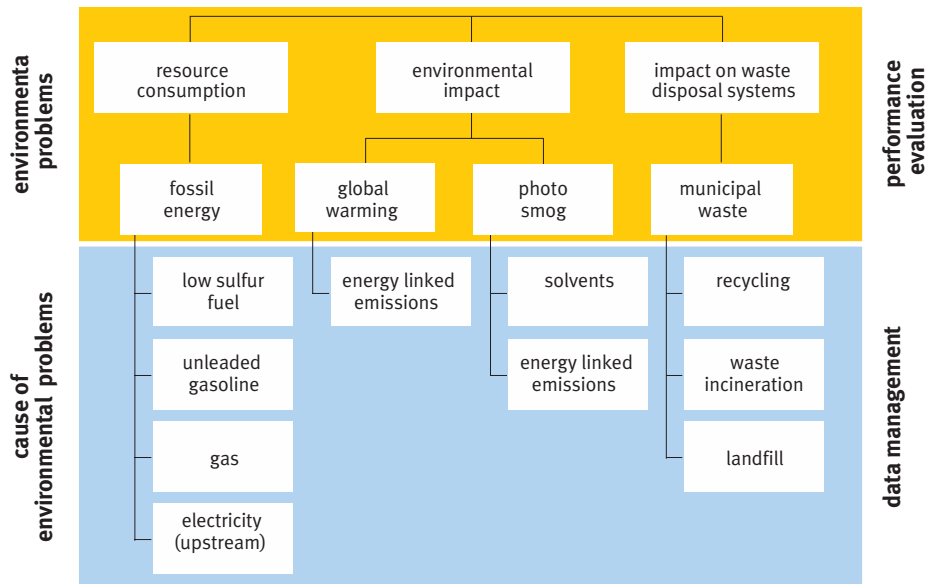 environmenta
problems
resource
consumption
environmental
impact
impact on waste
disposal systems
performance
evaluation
fossil
energy
global
warming
photo
smog
municipal
waste
cause of
environmental problems
low sulfur
fuel
energy linked
emissions
solvents
recycling
data management
unleaded
gasoline
energy linked
emissions
waste
incineration
gas
landfill
electricity
(upstream)